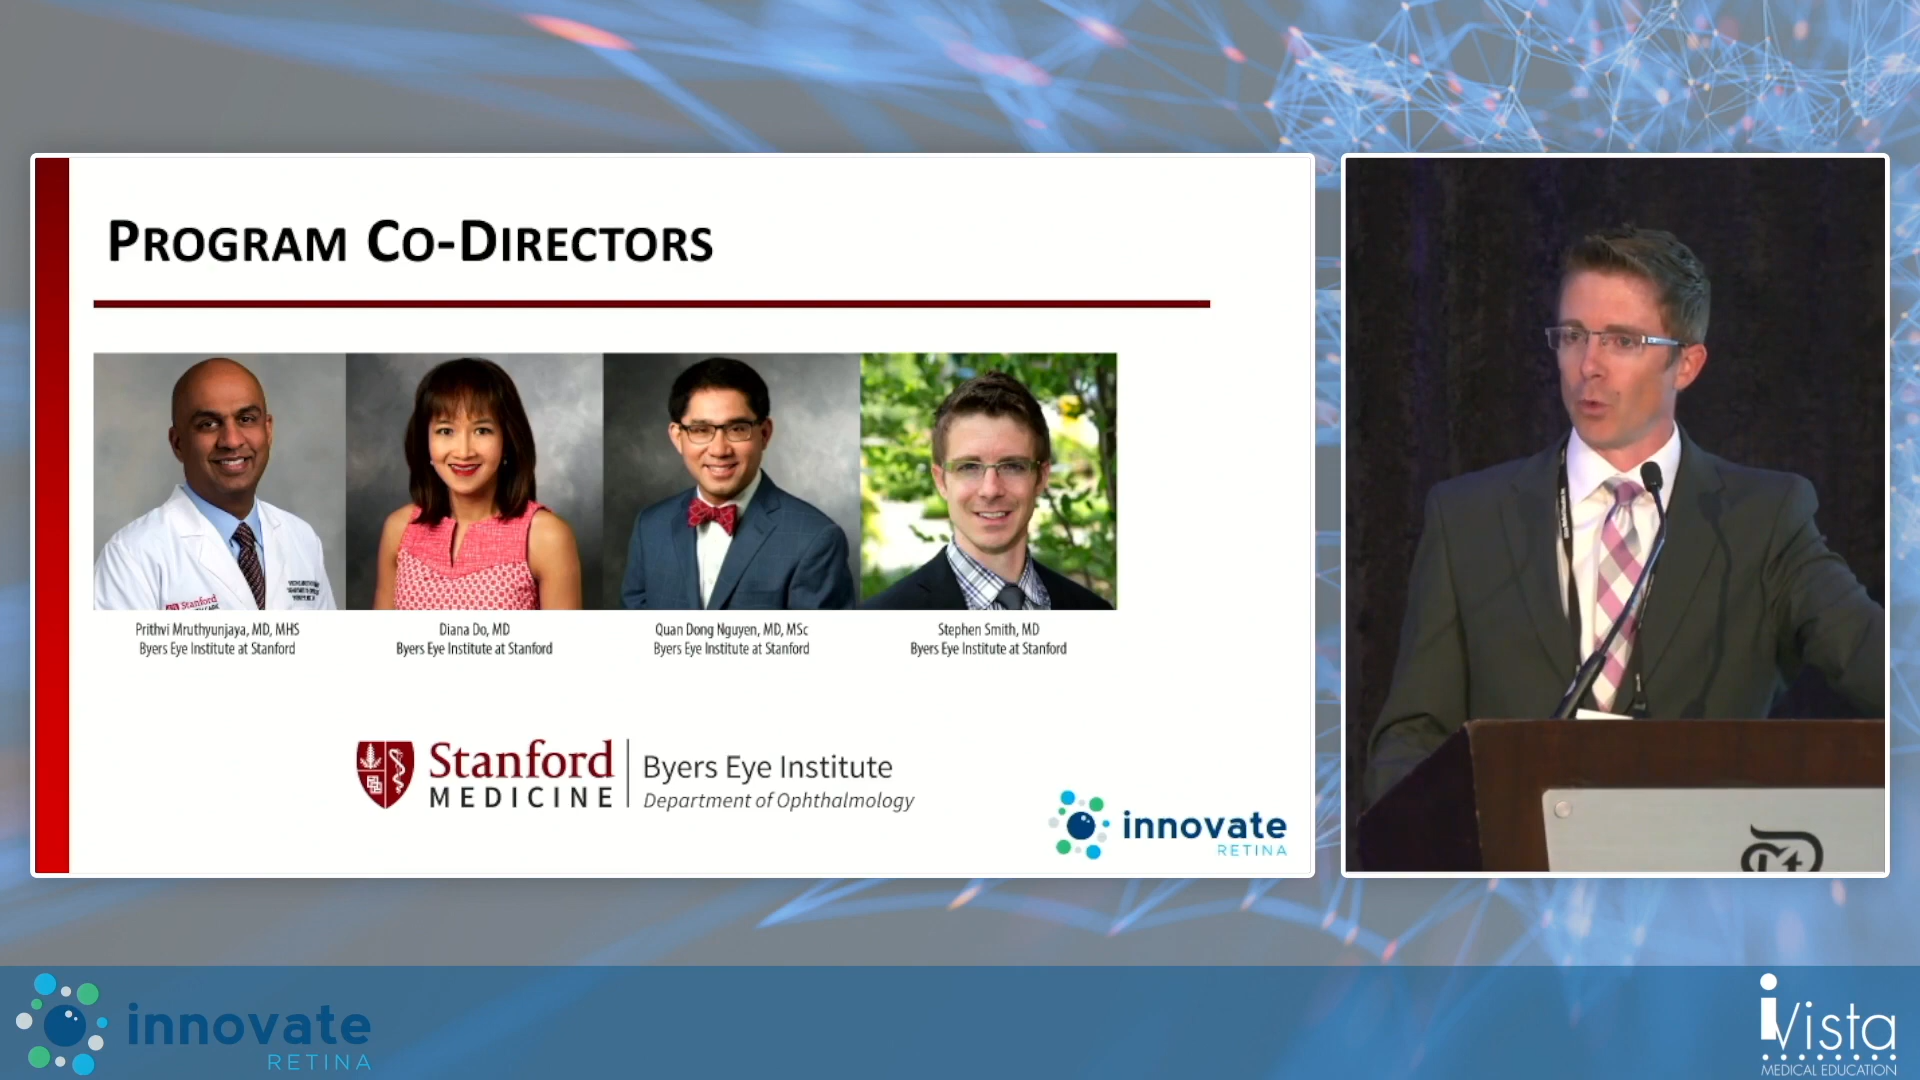 PROGRAM CO-DIRECTORS
Stanford
Prithvi Mruthyunjaya, MD, MHS
Byers Eye Institute at Stanford
Diana Do, MD
Byers Eye Institute at Stanford
Quan Dong Nguyen, MD, MSc
Byers Eye Institute at Stanford
Stephen Smith, MD
Byers Eye Institute at Stanford
Stanford
MEDICINE
Byers Eye Institute
Department of Ophthalmology
innovate
RETINA
innovate
RETINA
iVista
MEDICAL EDUCATION